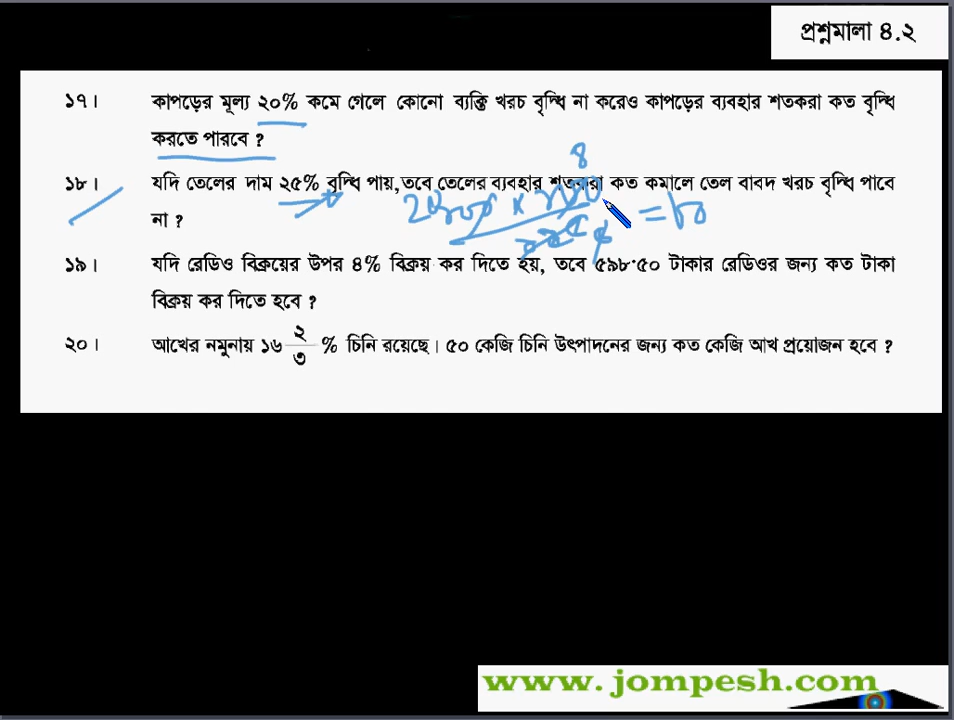 প্রশ্নমালা ৪.২
১৭। কাপড়ের মূল্য ২০% কমে গেলে কোনো ব্যক্তি খরচ বৃদ্ধি না করেও কাপড়ের ব্যবহার শতকরা কত বৃদ্ধি
করতে পারবে ?
১৮। যদি তেলের দাম ২৫% বৃদ্ধি পায়, তবে তেলের ব্যবহার শতকরা কত কমালে তেল বাবদ খরচ বৃদ্ধি পাবে
না ?
= ৮০
১৯। যদি রেডিও বিক্রয়ের উপর ৪% বিক্রয় কর দিতে হয়, তবে ৫৯৮·৫০ টাকার রেডিওর জন্য কত টাকা
বিক্রয় কর দিতে হবে ?
২০। আখের নমুনায় ১৬ ২/৩ % চিনি রয়েছে। ৫০ কেজি চিনি উৎপাদনের জন্য কত কেজি আখ প্রয়োজন হবে ?
www. jompesh.com